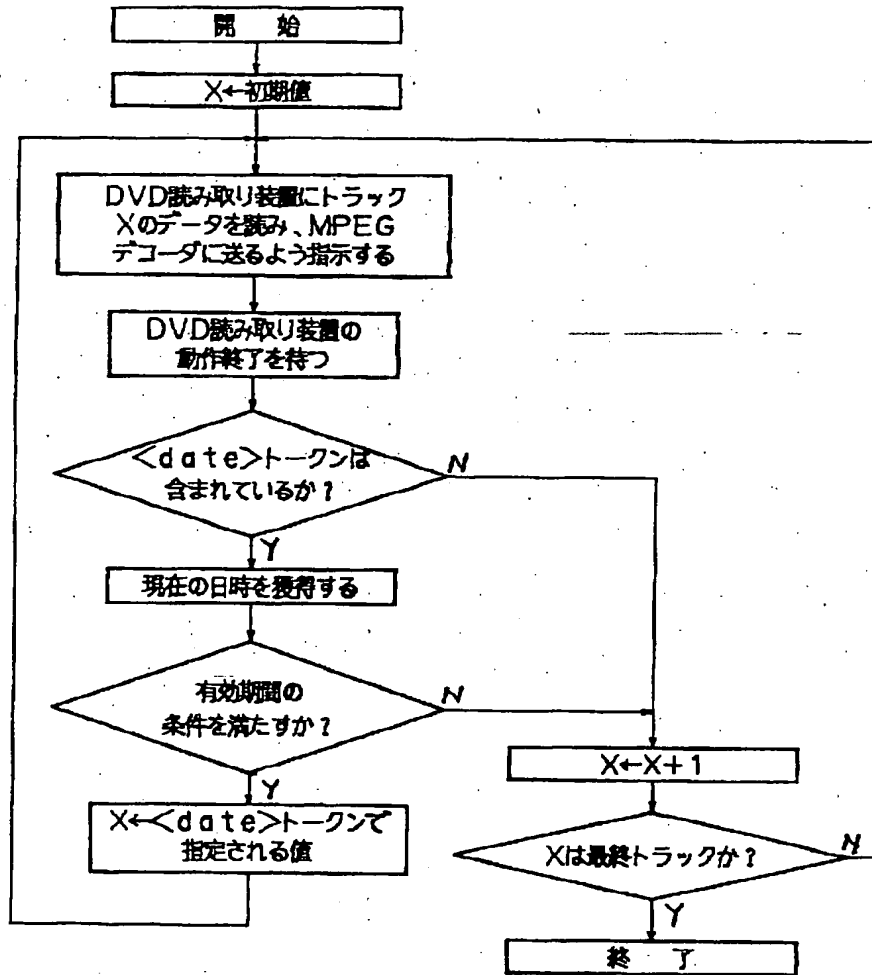 開 始
X←初期値
DVD読み取り装置にトラック
Xのデータを読み、MPEG
デコーダに送るよう指示する
DVD読み取り装置の
動作終了を待つ
<date>トークンは
含まれているか？
N
Y
現在の日時を獲得する
有効期間の
条件を満たすか？
N
Y
X←<date>トークンで
指定される値
X←X+1
Xは最終トラックか？
N
Y
終 了